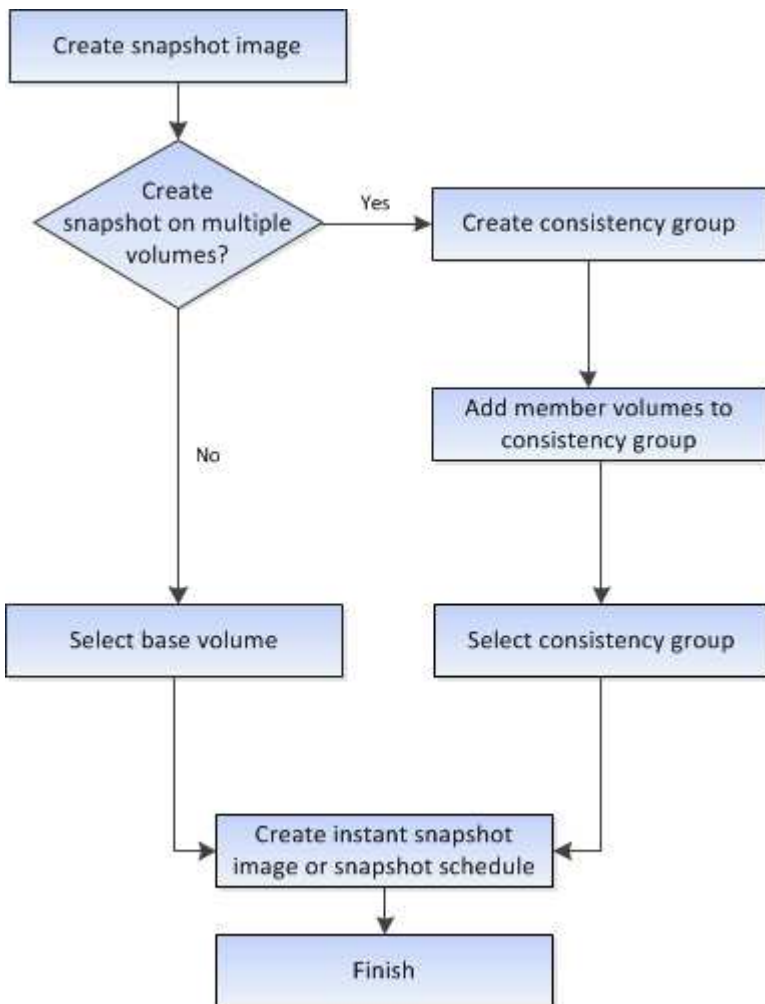 Create snapshot image
Create
snapshot on multiple
volumes?
Yes
Create consistency group
Add member volumes to
consistency group
No
Select base volume
Select consistency group
Create instant snapshot
image or snapshot schedule
Finish